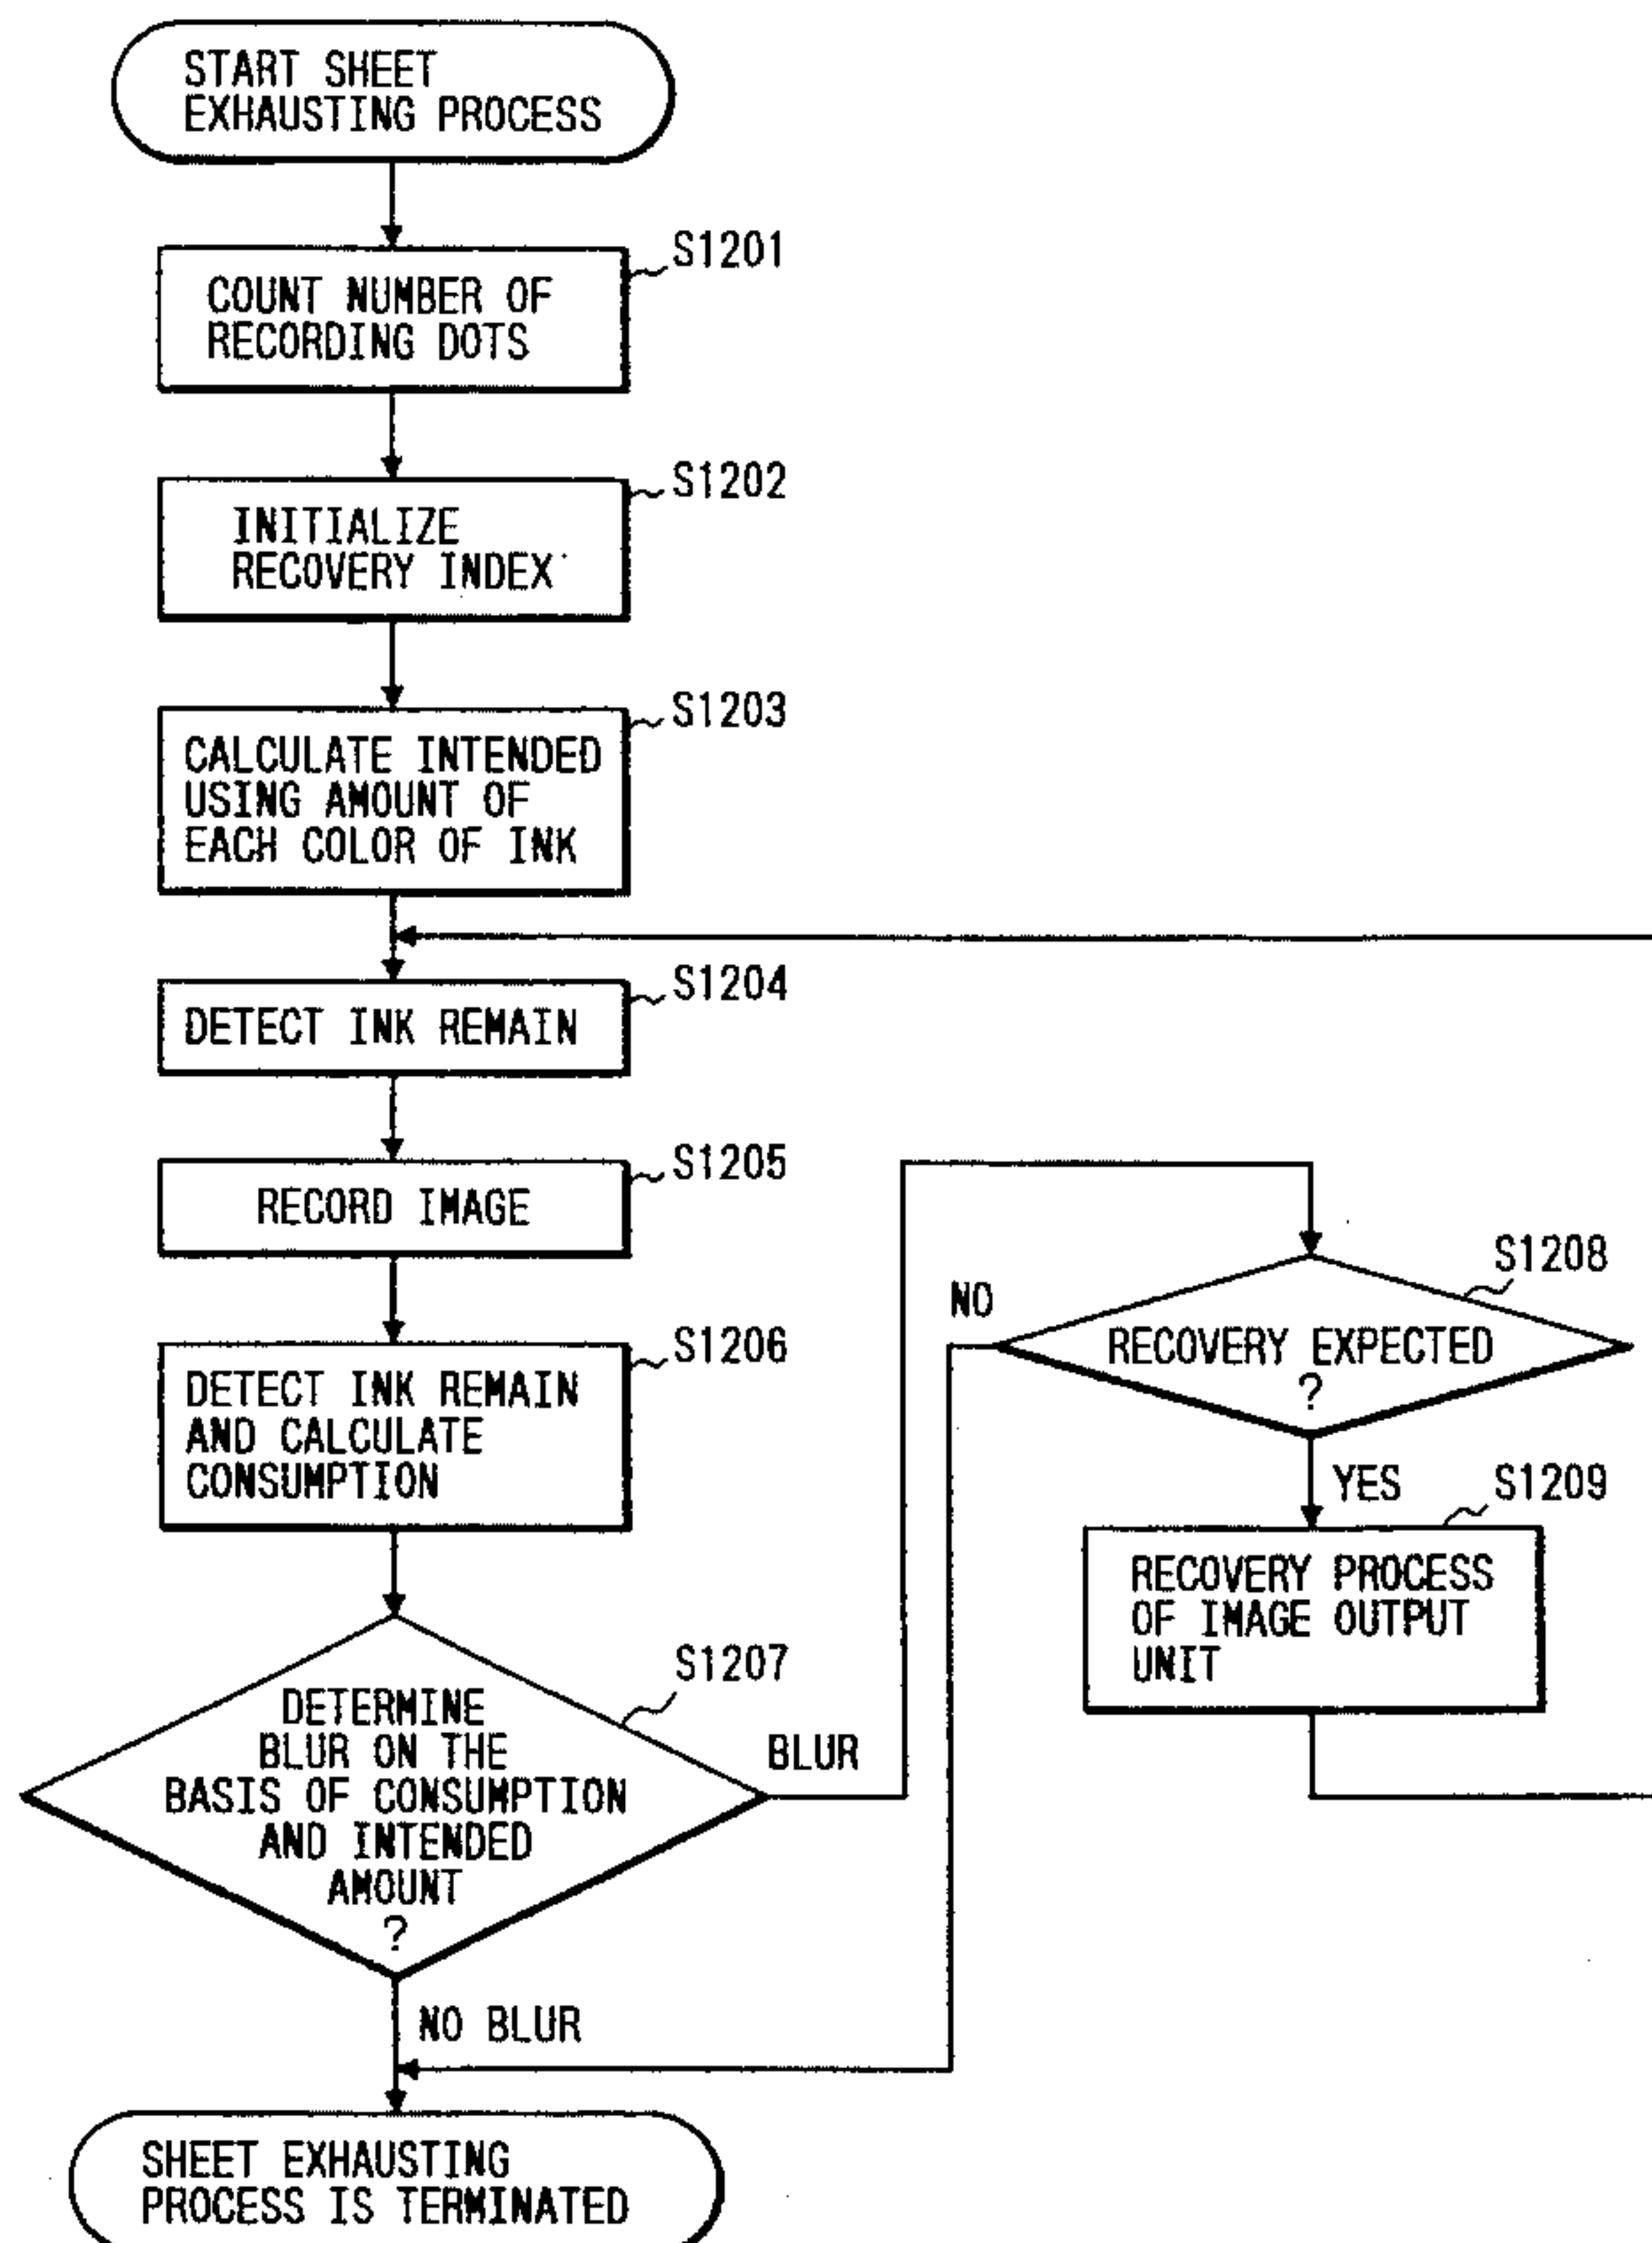 START SHEET
EXHAUSTING PROCESS
S1201
COUNT NUMBER OF
RECORDING DOTS
S1202
INITIALIZE
RECOVERY INDEX
S1203
CALCULATE INTENDED
USING AMOUNT OF
EACH COLOR OF INK
S1204
DETECT INK REMAIN
S1205
RECORD IMAGE
S1206
DETECT INK REMAIN
AND CALCULATE
CONSUMPTION
S1207
DETERMINE
BLUR ON THE
BASIS OF CONSUMPTION
AND INTENDED
AMOUNT
?
BLUR
NO BLUR
S1208
NO
RECOVERY EXPECTED
?
YES
S1209
RECOVERY PROCESS
OF IMAGE OUTPUT
UNIT
SHEET EXHAUSTING
PROCESS IS TERMINATED